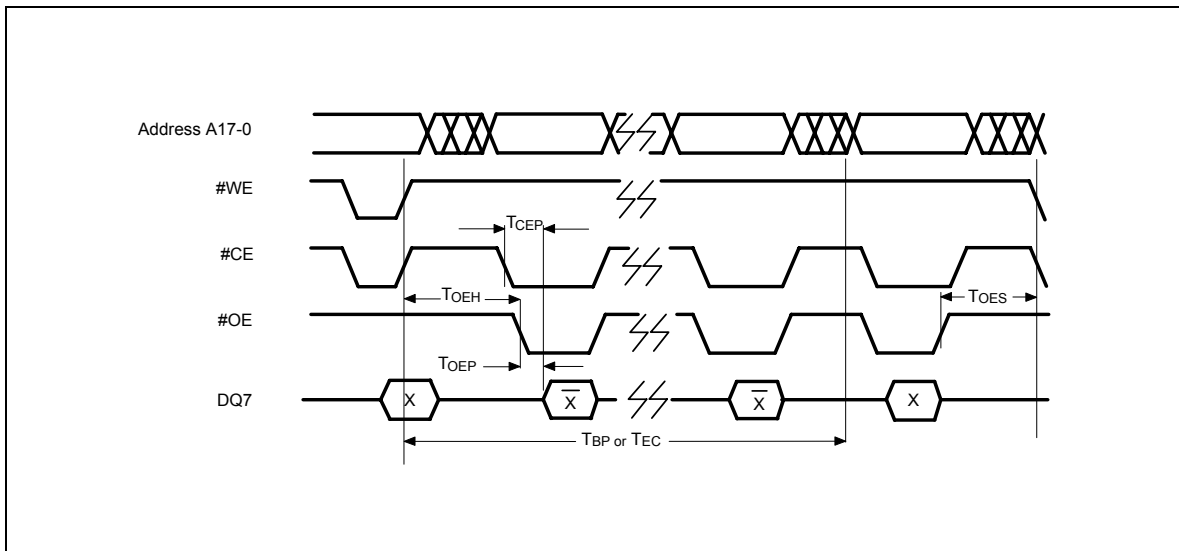 Address A17-0
#WE
TCEP
#CE
TOEH
TOES
#OE
TOEP
DQ7
X
X̅
X̅
X
TBP or TEC